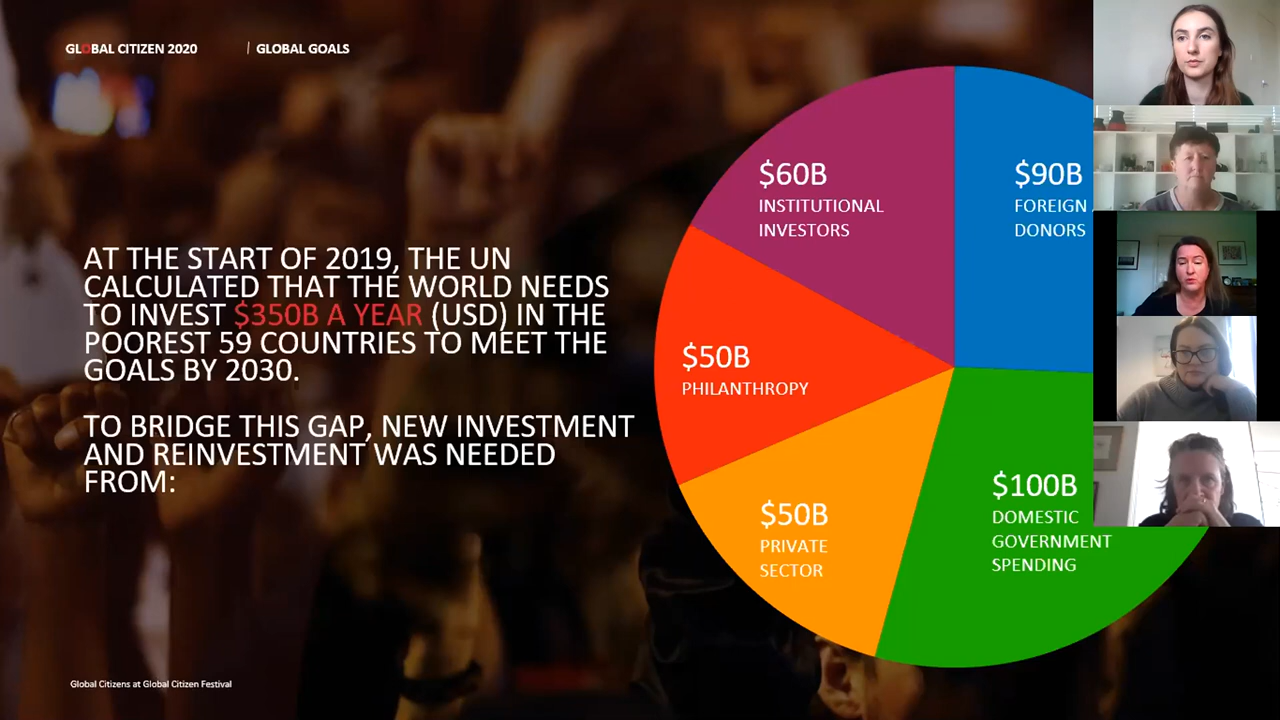 GLOBAL CITIZEN 2020 | GLOBAL GOALS
AT THE START OF 2019, THE UN
CALCULATED THAT THE WORLD NEEDS
TO INVEST $350B A YEAR (USD) IN THE
POOREST 59 COUNTRIES TO MEET THE
GOALS BY 2030.
TO BRIDGE THIS GAP, NEW INVESTMENT
AND REINVESTMENT WAS NEEDED
FROM:
$60B
INSTITUTIONAL
INVESTORS
$90B
FOREIGN
DONORS
$50B
PHILANTHROPY
$50B
PRIVATE
SECTOR
$100B
DOMESTIC
GOVERNMENT
SPENDING
Global Citizens at Global Citizen Festival